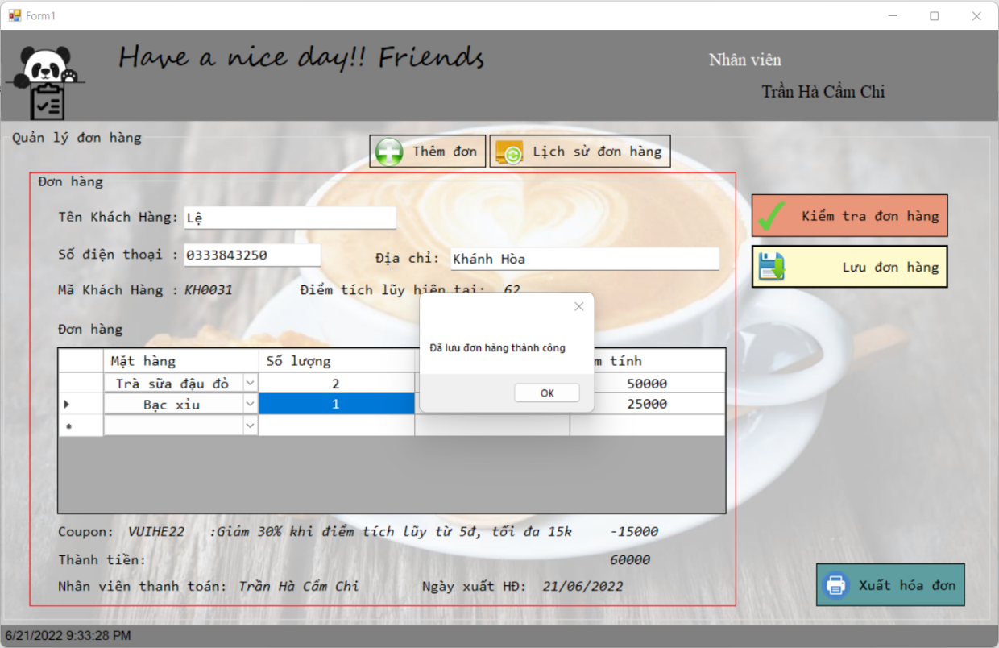 Form1
Have a nice day!! Friends
Nhân viên
Trần Hà Cẩm Chi
Quản lý đơn hàng
Thêm đơn
Lịch sử đơn hàng
Đơn hàng
Tên Khách Hàng: Lệ
Kiểm tra đơn hàng
Số điện thoại : 0333843250 Địa chỉ: Khánh Hòa
Lưu đơn hàng
Mã Khách Hàng : KH0031 Điểm tích lũy hiện tại: 62
Đơn hàng
Đã lưu đơn hàng thành công
OK
Mặt hàng Số lượng tính
Trà sữa đậu đỏ 2 50000
Bạc xỉu 1 25000
Coupon: VUIHE22 :Giảm 30% khi điểm tích lũy từ 5đ, tối đa 15k -15000
Thành tiền: 60000
Nhân viên thanh toán: Trần Hà Cẩm Chi Ngày xuất HĐ: 21/06/2022
Xuất hóa đơn
6/21/2022 9:33:28 PM